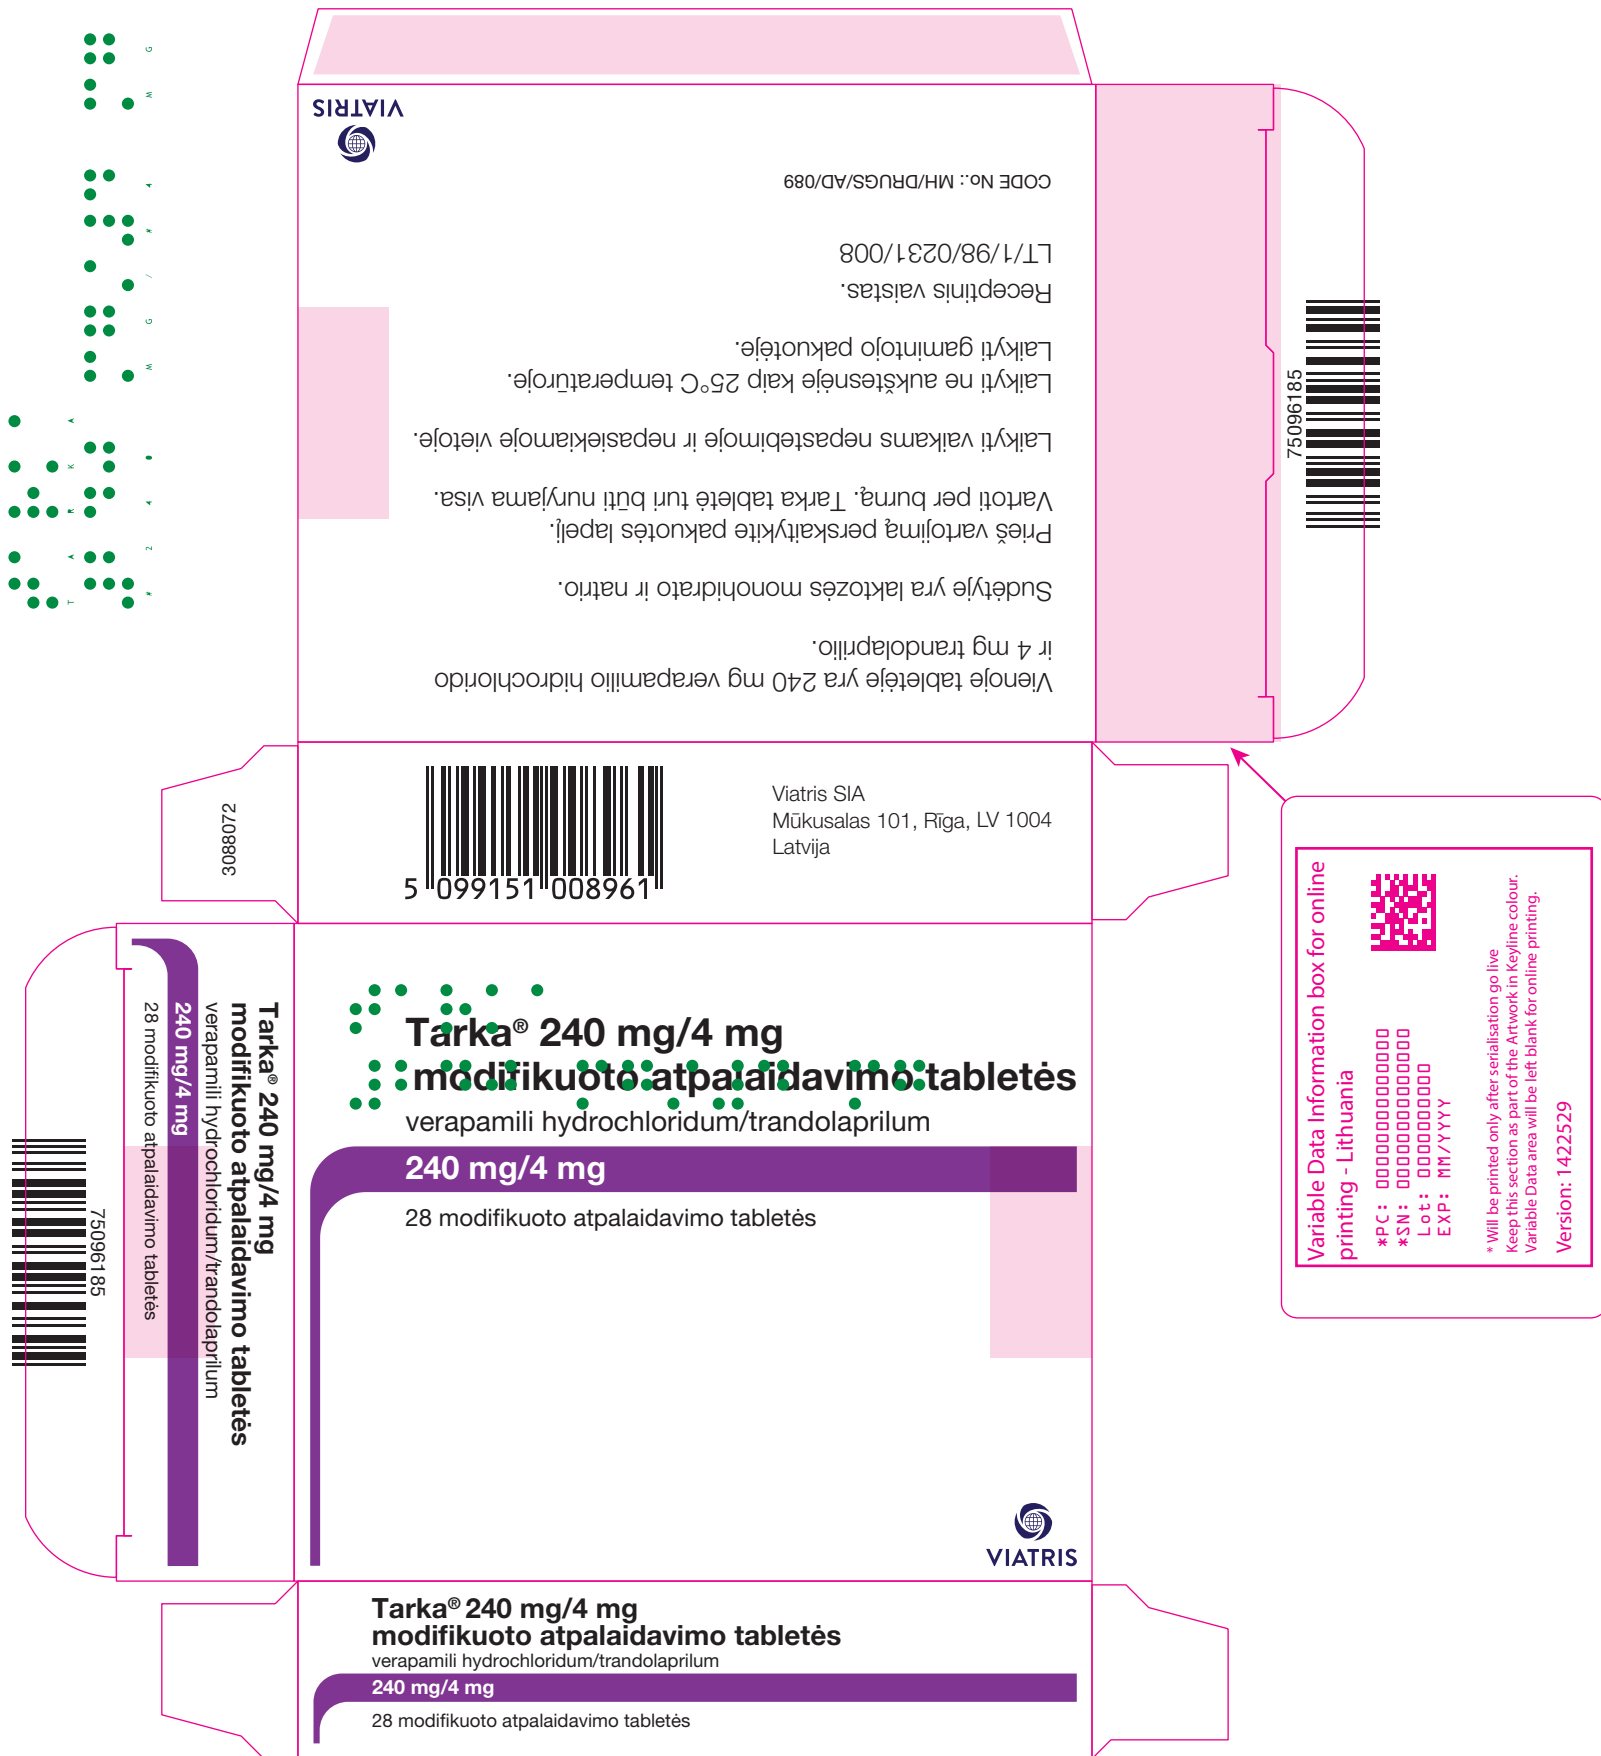 TARKA
#240MG/#4MG
VIATRIS
Vienoje tabletėje yra 240 mg verapamilio hidrochlorido
ir 4 mg trandolaprilio.
Sudėtyje yra laktozės monohidrato ir natrio.
Prieš vartojimą perskaitykite pakuotės lapelį.
Vartoti per burną. Tarka tabletė turi būti nuryjama visa.
Laikyti vaikams nepastebimoje ir nepasiekiamoje vietoje.
Laikyti ne aukštesnėje kaip 25°C temperatūroje.
Laikyti gamintojo pakuotėje.
Receptinis vaistas.
LT/1/98/0231/008
CODE No.: MH/DRUGS/AD/089
75096185
3088072
5 099151 008961
Viatris SIA
Mūkusalas 101, Rīga, LV 1004
Latvija
Variable Data Information box for online
printing - Lithuania
*PC: ▯▯▯▯▯▯▯▯▯▯▯▯▯▯
*SN: ▯▯▯▯▯▯▯▯▯▯▯▯▯▯
Lot: ▯▯▯▯▯▯▯▯▯▯
EXP: MM/YYYY
* Will be printed only after serialisation go live
Keep this section as part of the Artwork in Keyline colour.
Variable Data area will be left blank for online printing.
Version: 1422529
Tarka® 240 mg/4 mg
modifikuoto atpalaidavimo tabletės
verapamili hydrochloridum/trandolaprilum
240 mg/4 mg
28 modifikuoto atpalaidavimo tabletės
75096185
Tarka® 240 mg/4 mg
modifikuoto atpalaidavimo tabletės
verapamili hydrochloridum/trandolaprilum
240 mg/4 mg
28 modifikuoto atpalaidavimo tabletės
VIATRIS
Tarka® 240 mg/4 mg
modifikuoto atpalaidavimo tabletės
verapamili hydrochloridum/trandolaprilum
240 mg/4 mg
28 modifikuoto atpalaidavimo tabletės